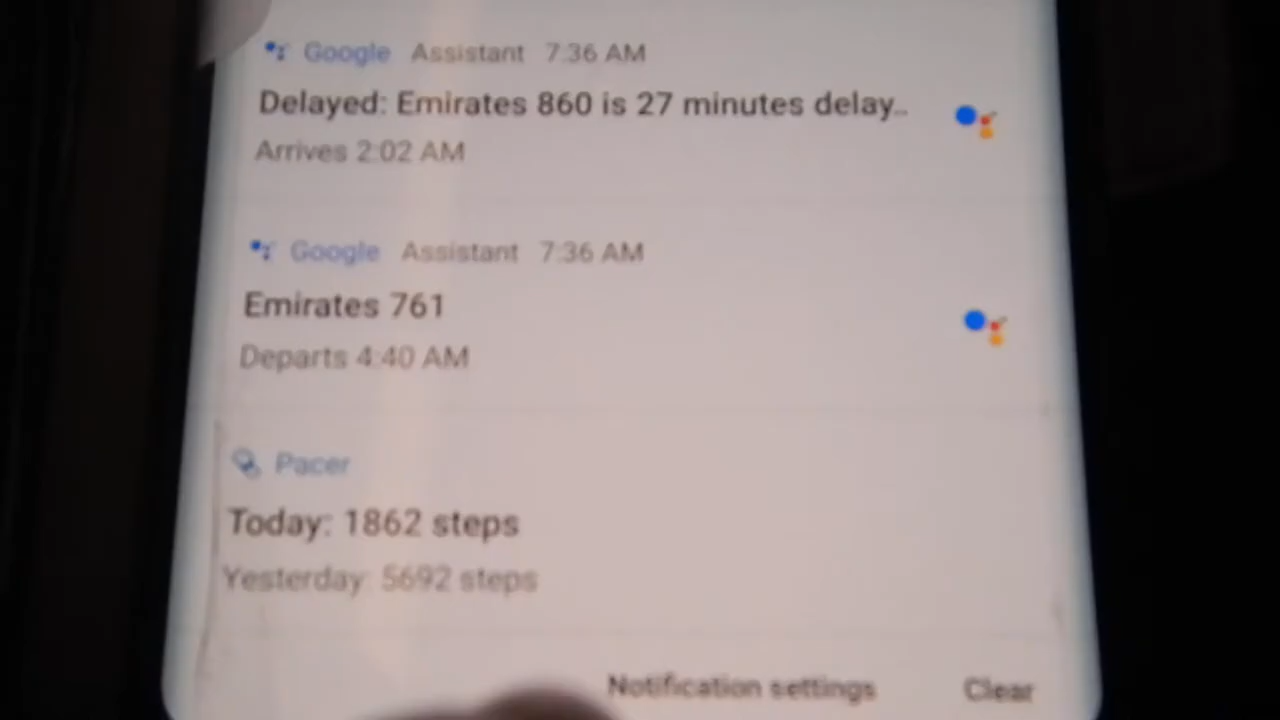 Google Assistant 7:36 AM
Delayed: Emirates 860 is 27 minutes delay..
Arrives 2:02 AM
Google Assistant 7:36 AM
Emirates 761
Departs 4:40 AM
Pacer
Today: 1862 steps
Yesterday: 5692 steps
Notification settings Clear